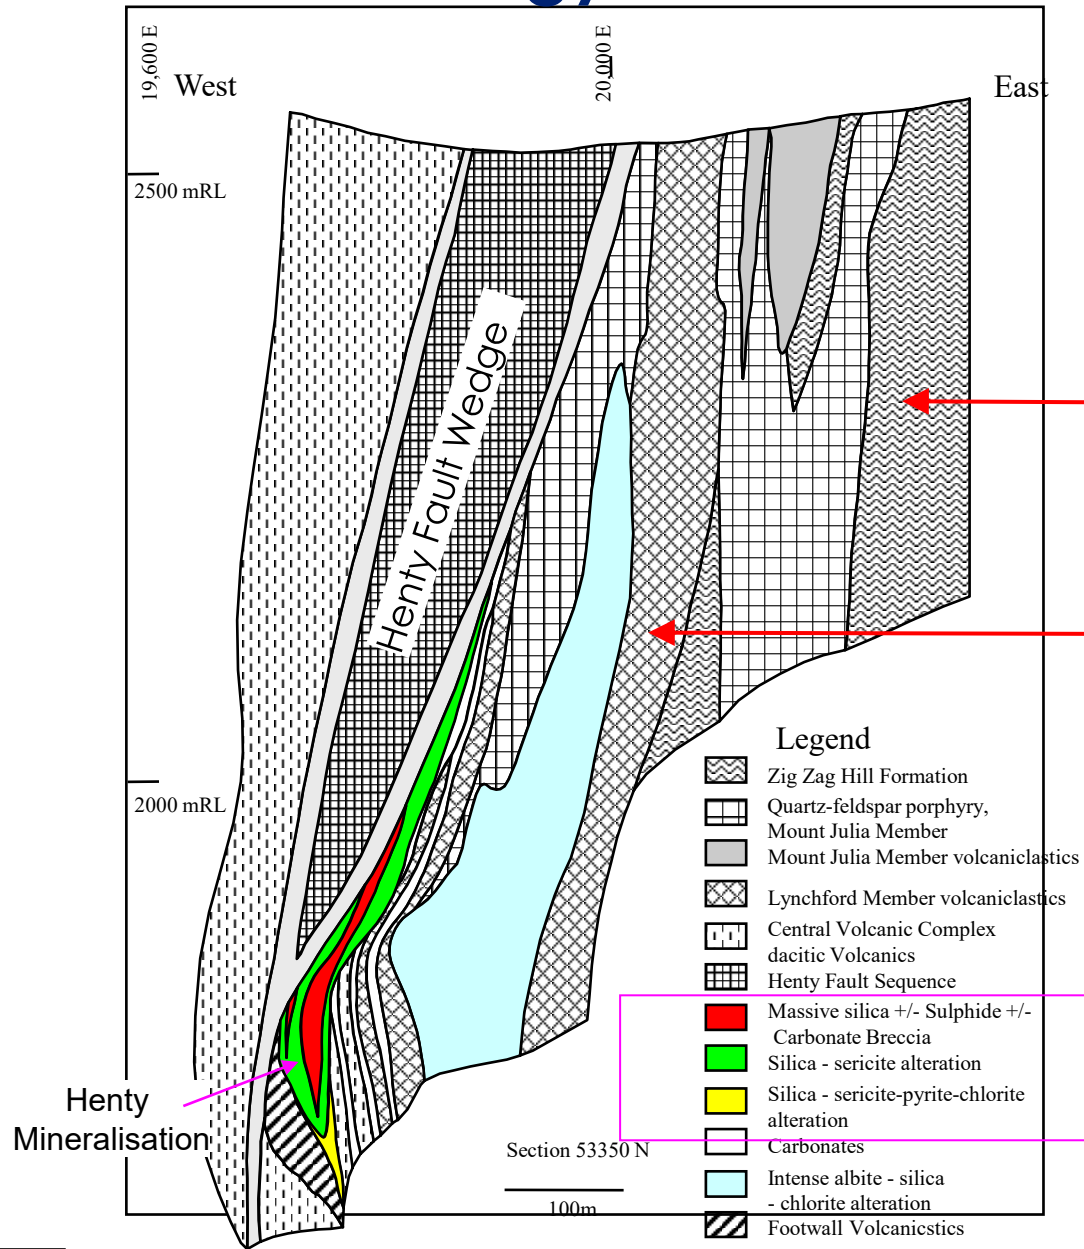 19,600 E
20,000 E
West
East
2500 mRL
Henty Fault Wedge
2000 mRL
Legend
Zig Zag Hill Formation
Quartz-feldspar porphyry,
Mount Julia Member
Mount Julia Member volcaniclastics
Lynchford Member volcaniclastics
Central Volcanic Complex
dacitic Volcanics
Henty Fault Sequence
Massive silica +/- Sulphide +/-
Carbonate Breccia
Silica - sericite alteration
Silica - sericite-pyrite-chlorite
alteration
Carbonates
Intense albite - silica
- chlorite alteration
Footwall Volcanicstics
Henty
Mineralisation
Section 53350 N
100m